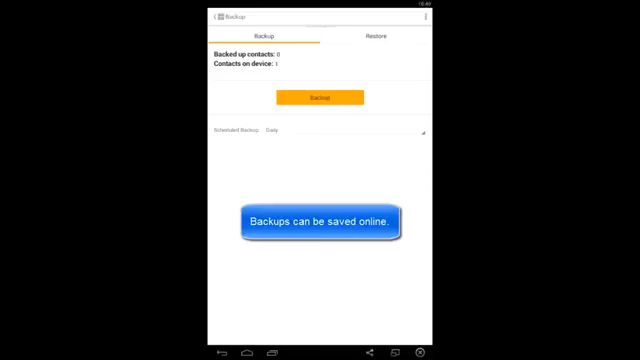 10:40
Backup
Backup
Restore
Backed up contacts: 0
Contacts on device: 1
Backup
Scheduled Backup: Daily
Backups can be saved online.